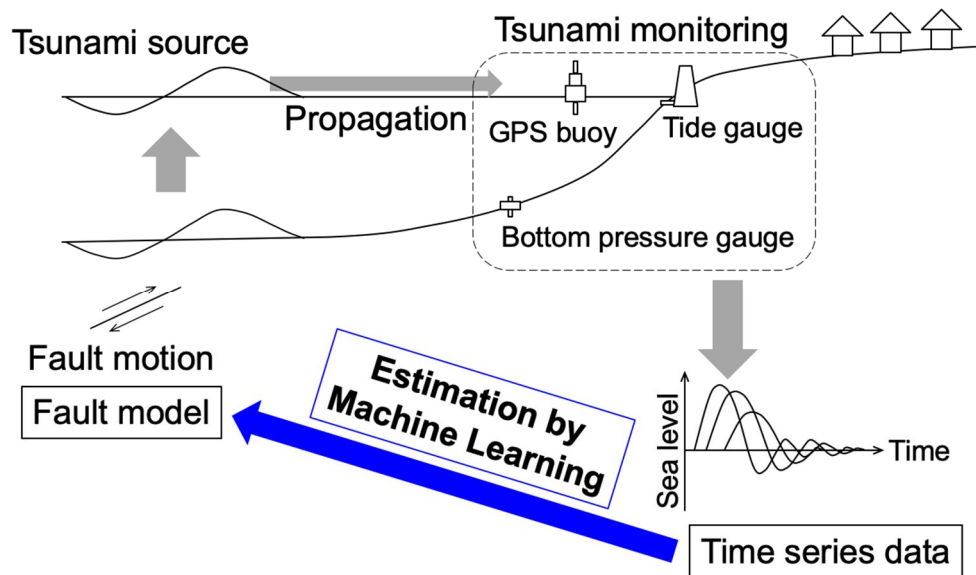 Tsunami source
Tsunami monitoring
Propagation
GPS buoy
Tide gauge
Bottom pressure gauge
Fault motion
Fault model
Estimation by
Machine Learning
Sea level
Time
Time series data